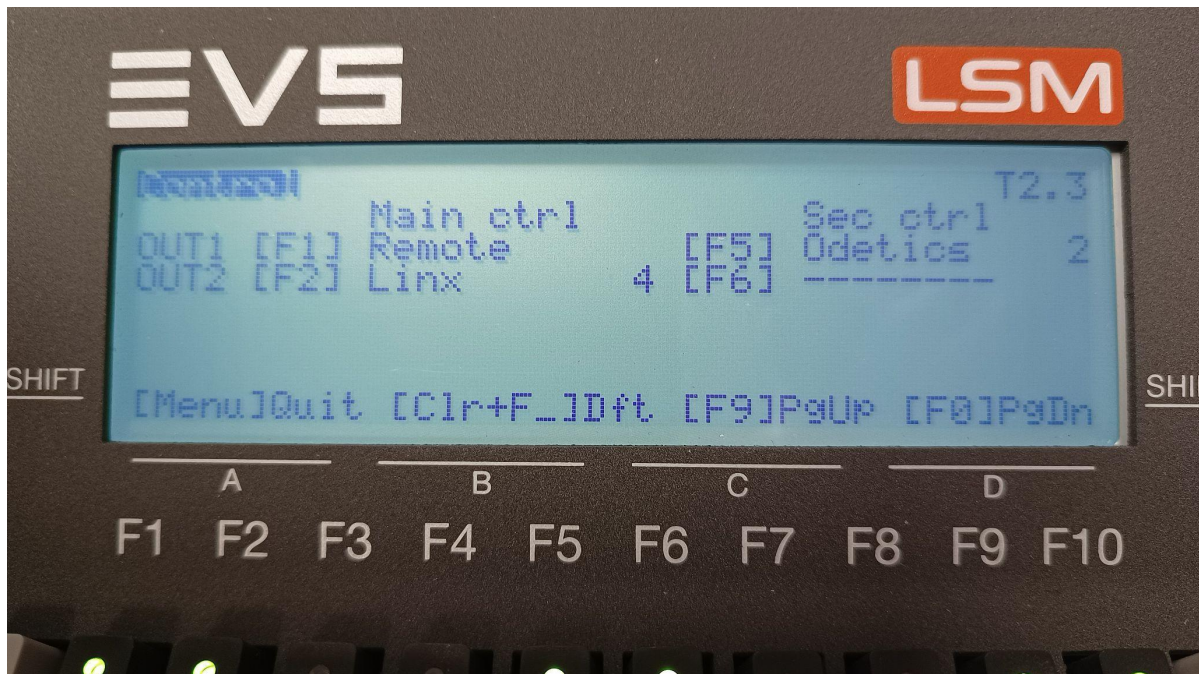 EVS
LSM
[Control] T2.3
Main ctrl Sec ctrl
OUT1 [F1] Remote [F5] Odetics 2
OUT2 [F2] Linx 4 [F6] ---------
SHIFT
[Menu]Quit [Clr+F_]Dft [F9]PgUp [F0]PgDn
SHI
A B C D
F1 F2 F3 F4 F5 F6 F7 F8 F9 F10